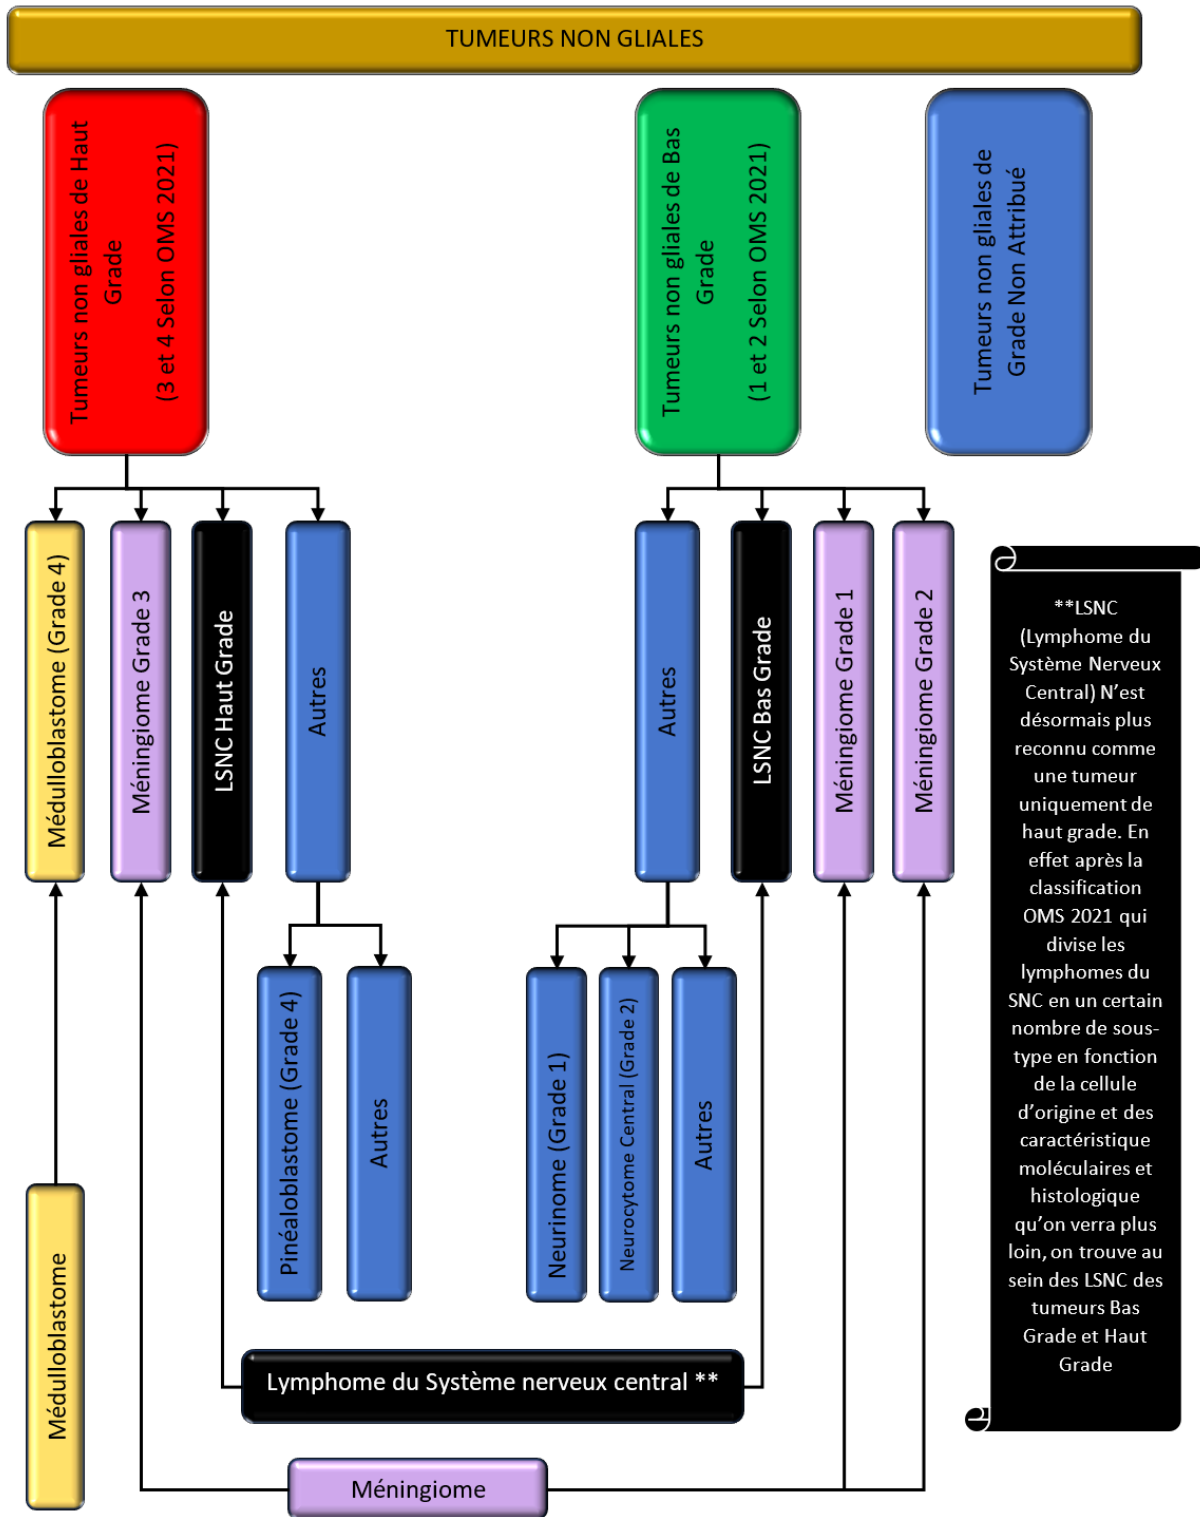 TUMEURS NON GLIALES
Tumeurs non gliales de Haut
Grade
(3 et 4 Selon OMS 2021)
Tumeurs non gliales de Bas
Grade
(1 et 2 Selon OMS 2021)
Tumeurs non gliales de
Grade Non Attribué
Médulloblastome (Grade 4)
Méningiome Grade 3
LSNC Haut Grade
Autres
Autres
LSNC Bas Grade
Méningiome Grade 1
Méningiome Grade 2
Pinéaloblastome (Grade 4)
Autres
Neurinome (Grade 1)
Neurocytome Central (Grade 2)
Autres
Médulloblastome
Lymphome du Système nerveux central **
Méningiome
**LSNC
(Lymphome du
Système Nerveux
Central) N’est
désormais plus
reconnu comme
une tumeur
uniquement de
haut grade. En
effet après la
classification
OMS 2021 qui
divise les
lymphomes du
SNC en un certain
nombre de sous-
type en fonction
de la cellule
d’origine et des
caractéristique
moléculaires et
histologique
qu’on verra plus
loin, on trouve au
sein des LSNC des
tumeurs Bas
Grade et Haut
Grade